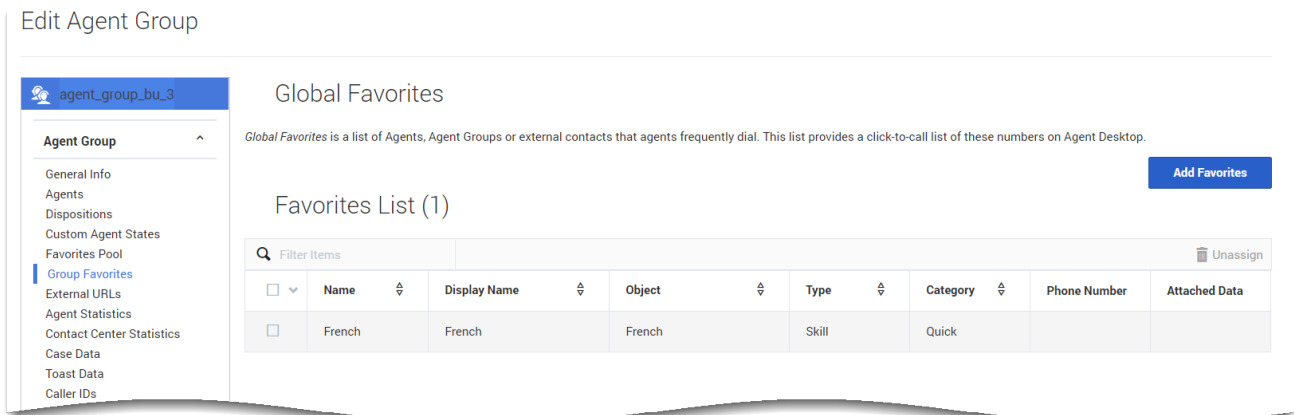 Edit Agent Group
agent_group_bu_3
Agent Group
General Info
Agents
Dispositions
Custom Agent States
Favorites Pool
Group Favorites
External URLs
Agent Statistics
Contact Center Statistics
Case Data
Toast Data
Caller IDs
Global Favorites
Global Favorites is a list of Agents, Agent Groups or external contacts that agents frequently dial. This list provides a click-to-call list of these numbers on Agent Desktop.
Add Favorites
Favorites List (1)
Filter Items Unassign
Name Display Name Object Type Category Phone Number Attached Data
French French French Skill Quick